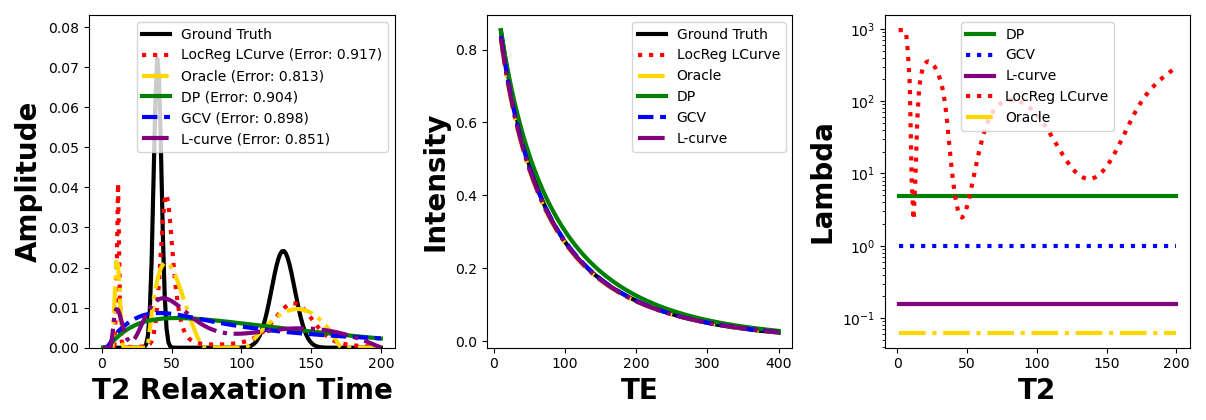 0.08
0.07
0.06
0.05
0.04
0.03
0.02
0.01
0.00
Amplitude
Ground Truth
LocReg LCurve (Error: 0.917)
Oracle (Error: 0.813)
DP (Error: 0.904)
GCV (Error: 0.898)
L-curve (Error: 0.851)
0 50 100 150 200
T2 Relaxation Time
0.8
0.6
0.4
0.2
0.0
Intensity
Ground Truth
LocReg LCurve
Oracle
DP
GCV
L-curve
0 100 200 300 400
TE
10³
10²
10¹
10⁰
10⁻¹
Lambda
DP
GCV
L-curve
LocReg LCurve
Oracle
0 50 100 150 200
T2